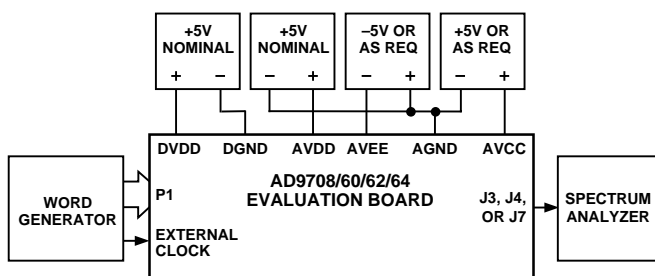 +5V
NOMINAL
+ –
+5V
NOMINAL
– +
–5V OR
AS REQ
– +
+5V OR
AS REQ
– +
DVDD DGND AVDD AVEE AGND AVCC
WORD
GENERATOR
P1
EXTERNAL
CLOCK
AD9708/60/62/64
EVALUATION BOARD
J3, J4,
OR J7
SPECTRUM
ANALYZER